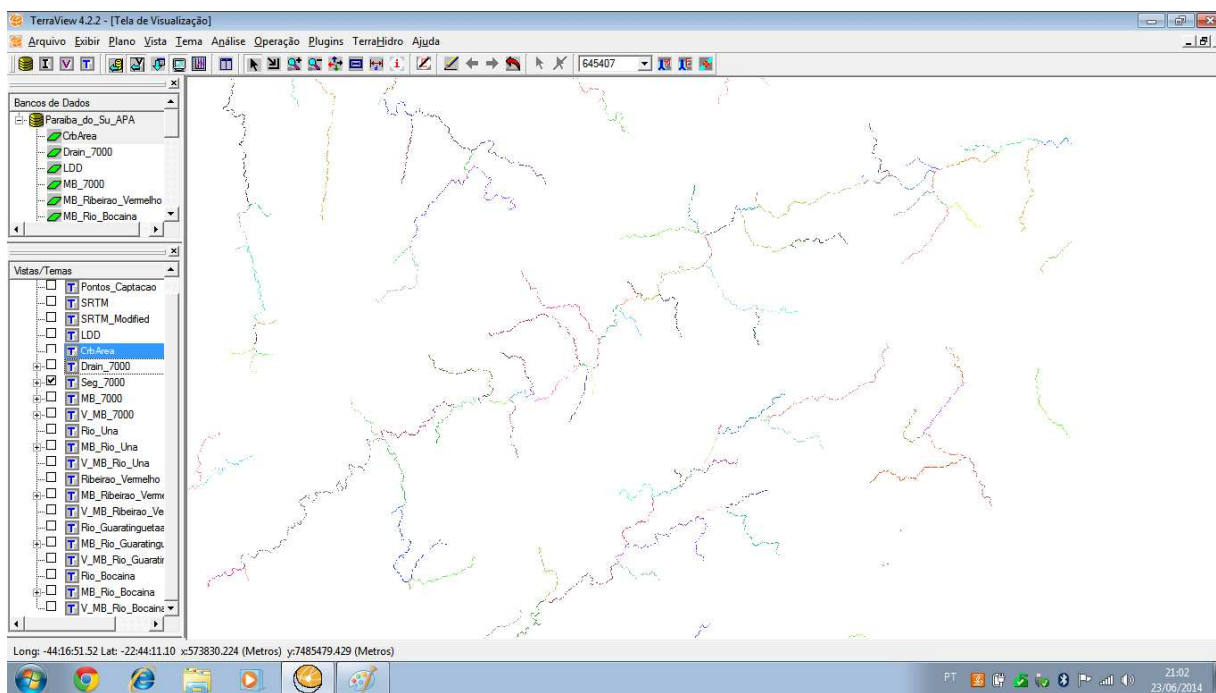 TerraView 4.2.2 - [Tela de Visualização]
Arquivo Exibir Plano Vista Tema Análise Operação Plugins TerraHidro Ajuda
I V T 645407
Bancos de Dados
Paraiba_do_Su_APA
CrbArea
Drain_7000
LDD
MB_7000
MB_Ribeirao_Vermelho
MB_Rio_Bocaina
Vistas/Temas
T Pontos_Captacao
T SRTM
T SRTM_Modified
T LDD
T CrbArea
T Drain_7000
T Seg_7000
T MB_7000
T V_MB_7000
T Rio_Una
T MB_Rio_Una
T V_MB_Rio_Una
T Ribeirao_Vermelho
T MB_Ribeirao_Verme
T V_MB_Ribeirao_Ve
T Rio_Guaratinguetaa
T MB_Rio_Guaratingu
T V_MB_Rio_Guaratin
T Rio_Bocaina
T MB_Rio_Bocaina
T V_MB_Rio_Bocaina
Long: -44:16:51.52 Lat: -22:44:11.10 x:573830.224 (Metros) y:7485479.429 (Metros)
PT 21:02
23/06/2014